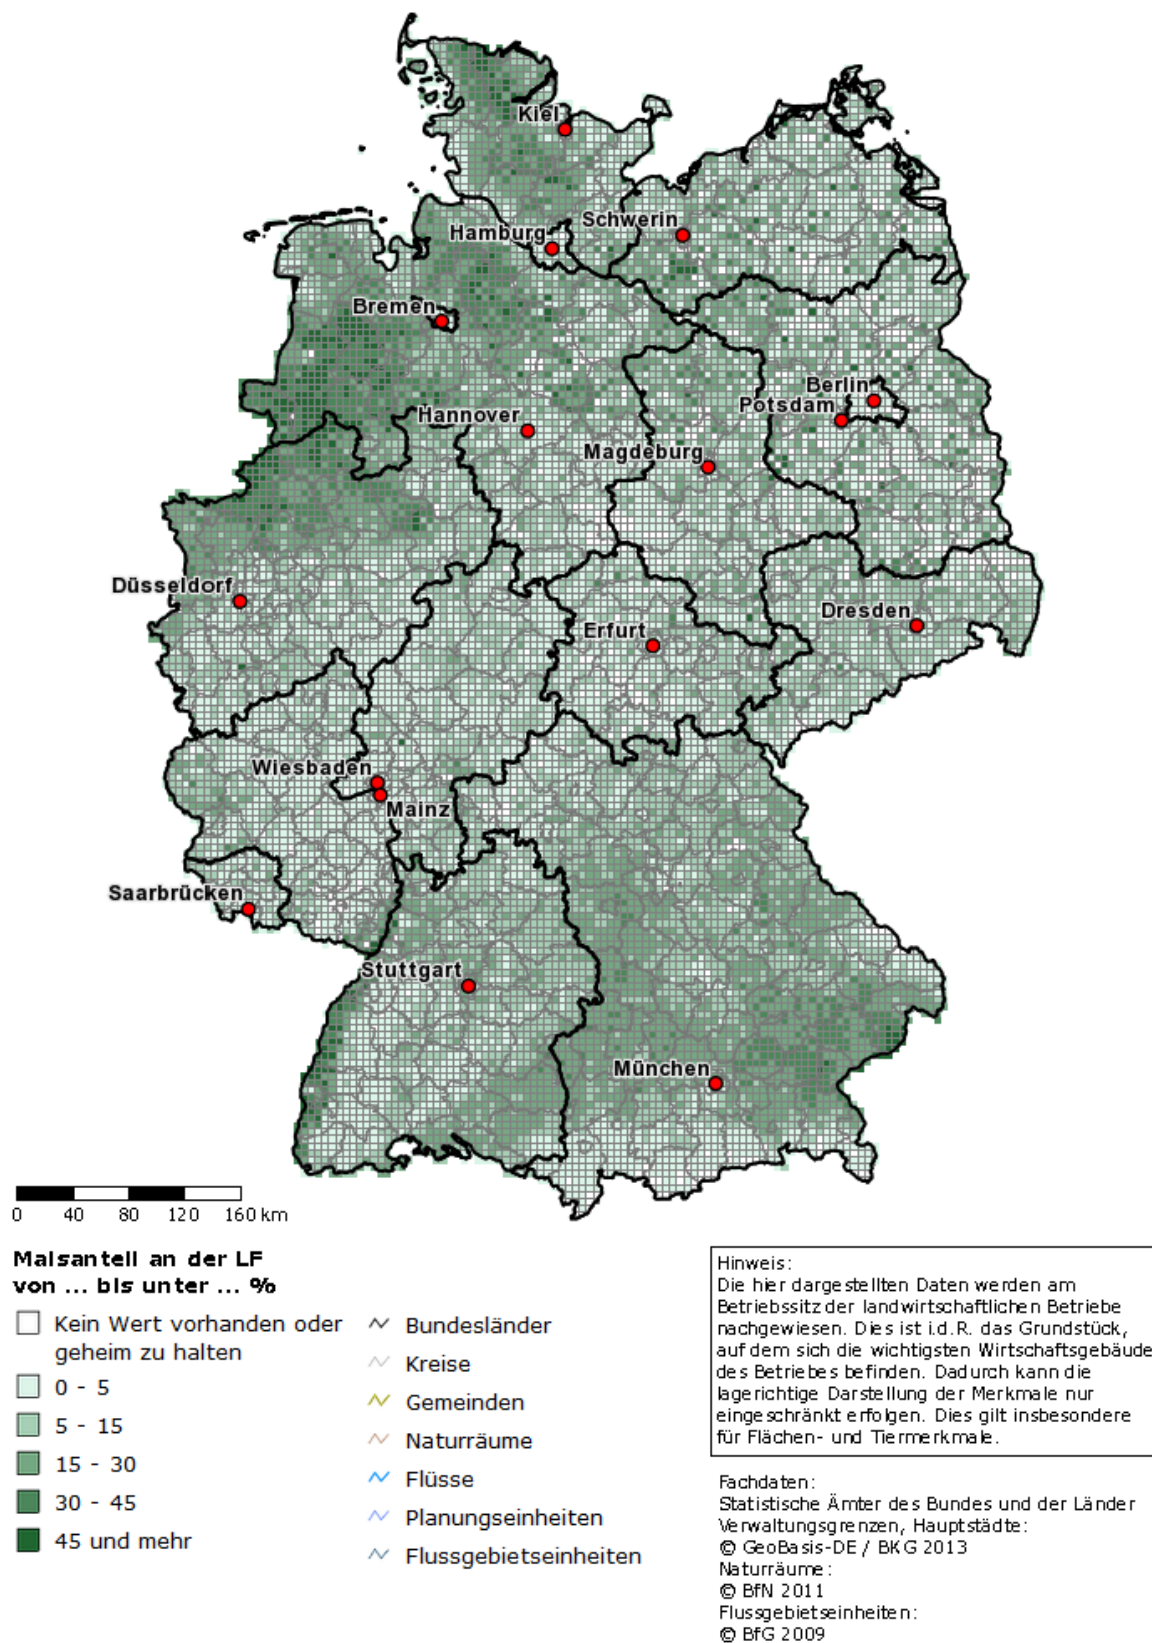 Kiel
Schwerin
Hamburg
Bremen
Berlin
Potsdam
Hannover
Magdeburg
Düsseldorf
Dresden
Erfurt
Wiesbaden
Mainz
Saarbrücken
Stuttgart
München
0 40 80 120 160 km
Maisanteil an der LF
von ... bis unter ... %
Kein Wert vorhanden oder
geheim zu halten
0 - 5
5 - 15
15 - 30
30 - 45
45 und mehr
Bundesländer
Kreise
Gemeinden
Naturräume
Flüsse
Planungseinheiten
Flussgebietseinheiten
Hinweis:
Die hier dargestellten Daten werden am
Betriebssitz der landwirtschaftlichen Betriebe
nachgewiesen. Dies ist i.d.R. das Grundstück,
auf dem sich die wichtigsten Wirtschaftsgebäude
des Betriebes befinden. Dadurch kann die
lagerichtige Darstellung der Merkmale nur
eingeschränkt erfolgen. Dies gilt insbesondere
für Flächen- und Tiermerkmale.
Fachdaten:
Statistische Ämter des Bundes und der Länder
Verwaltungsgrenzen, Hauptstädte:
© GeoBasis-DE / BKG 2013
Naturräume:
© BfN 2011
Flussgebietseinheiten:
© BfG 2009